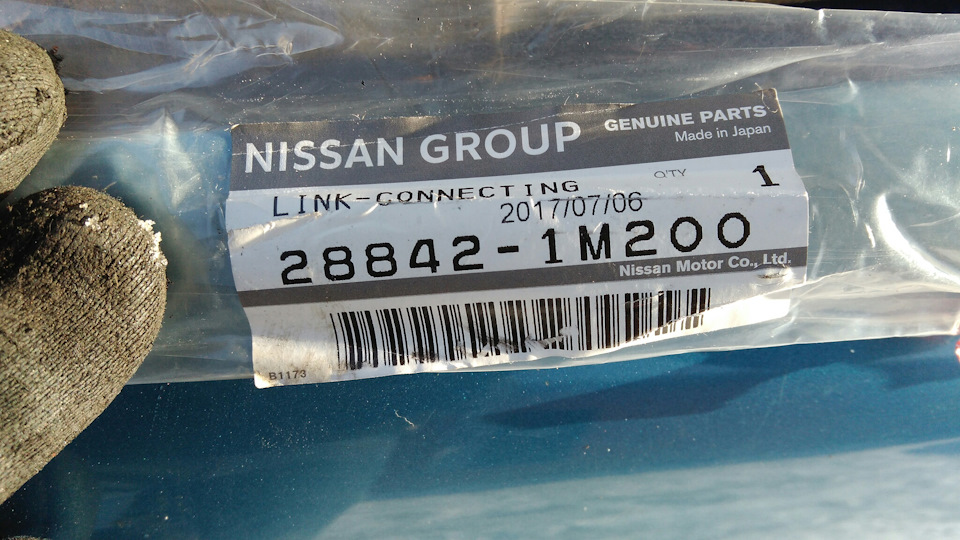 NISSAN GROUP
GENUINE PARTS
Made in Japan
LINK-CONNECTING
Q'TY 1
2017/07/06
28842-1M200
Nissan Motor Co., Ltd.
B1173